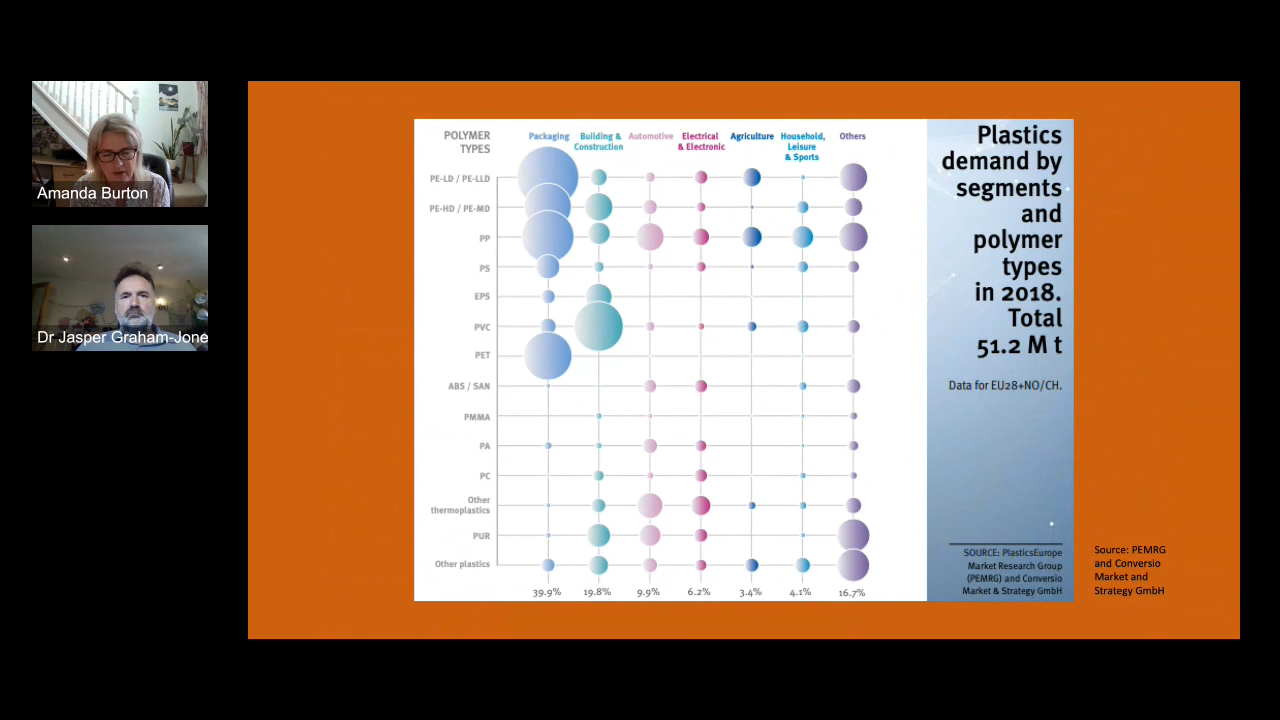 Amanda Burton
Dr Jasper Graham-Jone
POLYMER
TYPES
Packaging
Building &
Construction
Automotive
Electrical
& Electronic
Agriculture
Household,
Leisure
& Sports
Others
PE-LD / PE-LLD
PE-HD / PE-MD
PP
PS
EPS
PVC
PET
ABS / SAN
PMMA
PA
PC
Other
thermoplastics
PUR
Other plastics
39.9%
19.8%
9.9%
6.2%
3.4%
4.1%
16.7%
Plastics
demand by
segments
and
polymer
types
in 2018.
Total
51.2 M t
Data for EU28+NO/CH.
SOURCE: PlasticsEurope
Market Research Group
(PEMRG) and Conversio
Market & Strategy GmbH
Source: PEMRG
and Conversio
Market and
Strategy GmbH